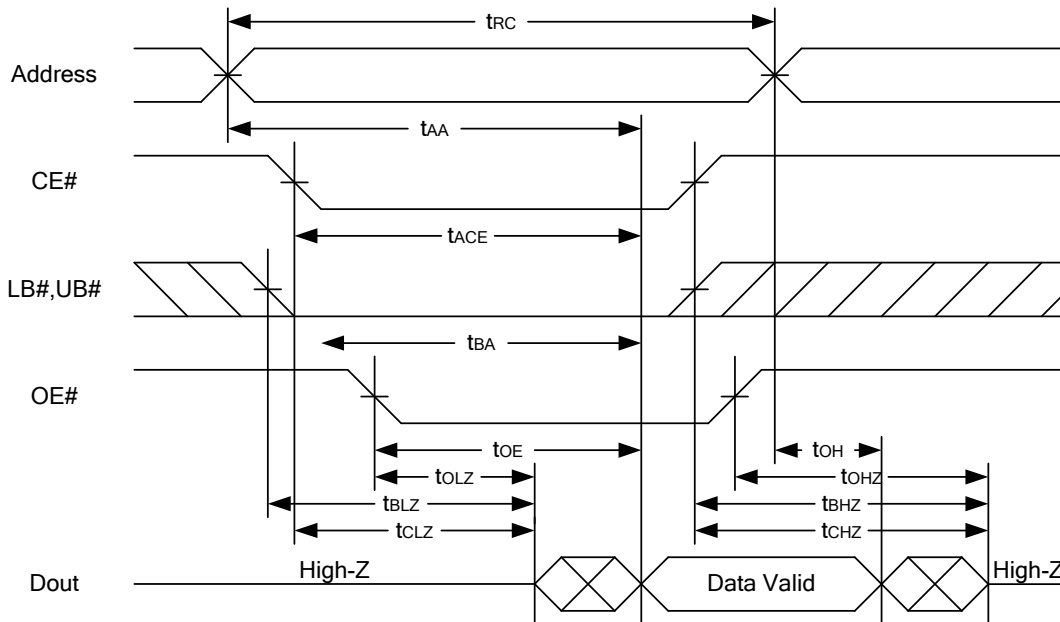 tRC
Address
tAA
CE#
tACE
LB#,UB#
tBA
OE#
tOE
tOH
tOLZ
tOHZ
tBLZ
tBHZ
tCLZ
tCHZ
Dout
High-Z
Data Valid
High-Z